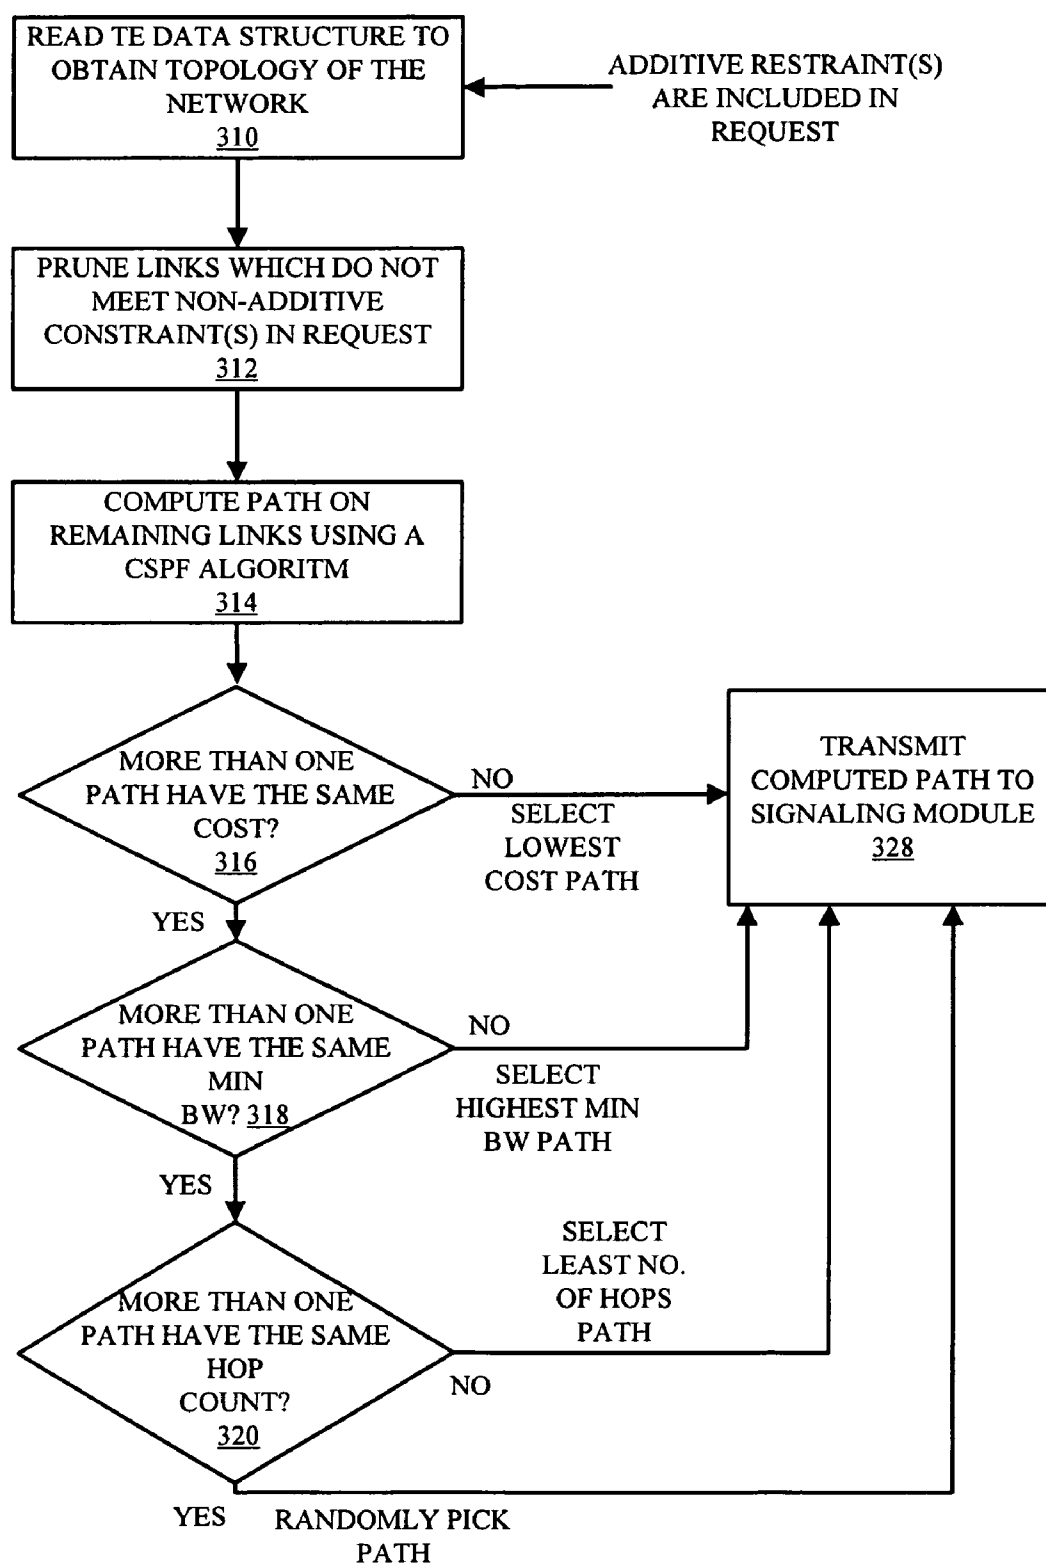 READ TE DATA STRUCTURE TO
OBTAIN TOPOLOGY OF THE
NETWORK
310
ADDITIVE RESTRAINT(S)
ARE INCLUDED IN
REQUEST
PRUNE LINKS WHICH DO NOT
MEET NON-ADDITIVE
CONSTRAINT(S) IN REQUEST
312
COMPUTE PATH ON
REMAINING LINKS USING A
CSPF ALGORITM
314
MORE THAN ONE
PATH HAVE THE SAME
COST?
316
NO
SELECT
LOWEST
COST PATH
TRANSMIT
COMPUTED PATH TO
SIGNALING MODULE
328
YES
MORE THAN ONE
PATH HAVE THE SAME
MIN
BW? 318
NO
SELECT
HIGHEST MIN
BW PATH
YES
MORE THAN ONE
PATH HAVE THE SAME
HOP
COUNT?
320
SELECT
LEAST NO.
OF HOPS
PATH
NO
YES
RANDOMLY PICK
PATH